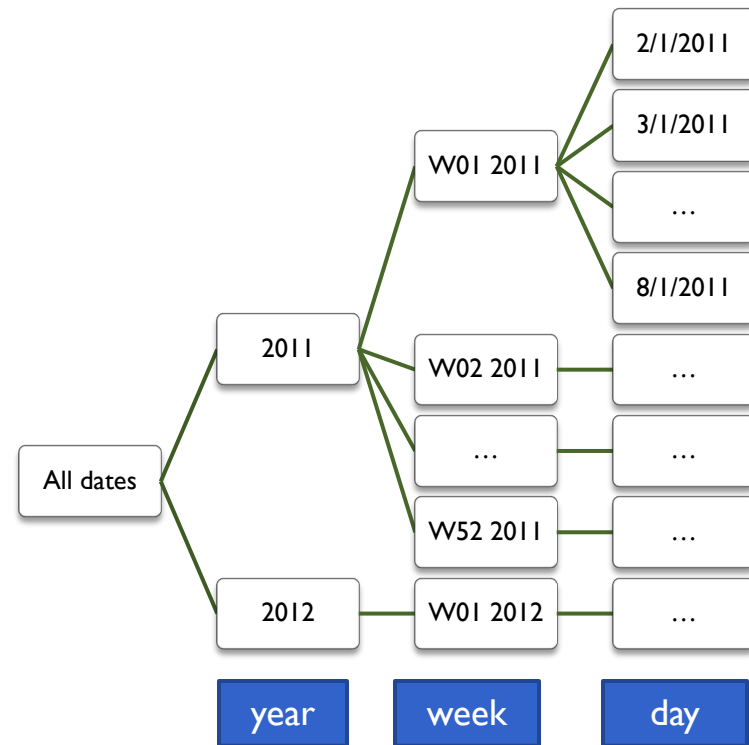 2/1/2011
3/1/2011
W01 2011
…
8/1/2011
2011
W02 2011
…
…
…
All dates
W52 2011
…
2012
W01 2012
…
year
week
day